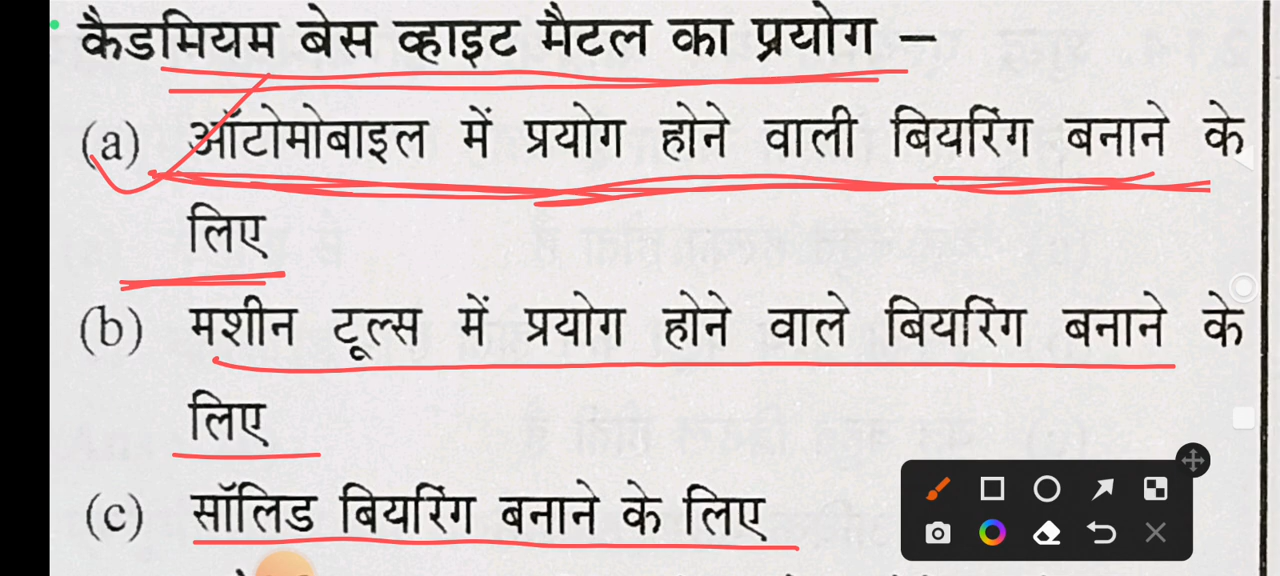 कैडमियम बेस व्हाइट मैटल का प्रयोग –
(a) ऑटोमोबाइल में प्रयोग होने वाली बियरिंग बनाने के
लिए
(b) मशीन टूल्स में प्रयोग होने वाले बियरिंग बनाने के
लिए
(c) सॉलिड बियरिंग बनाने के लिए